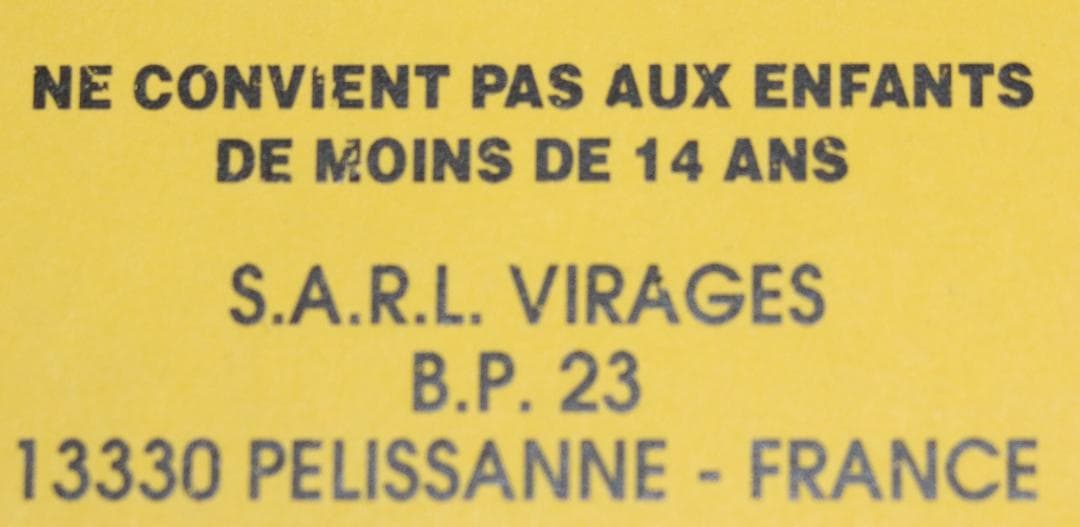 NE CONVIENT PAS AUX ENFANTS
DE MOINS DE 14 ANS
S.A.R.L. VIRAGES
B.P. 23
13330 PELISSANNE - FRANCE